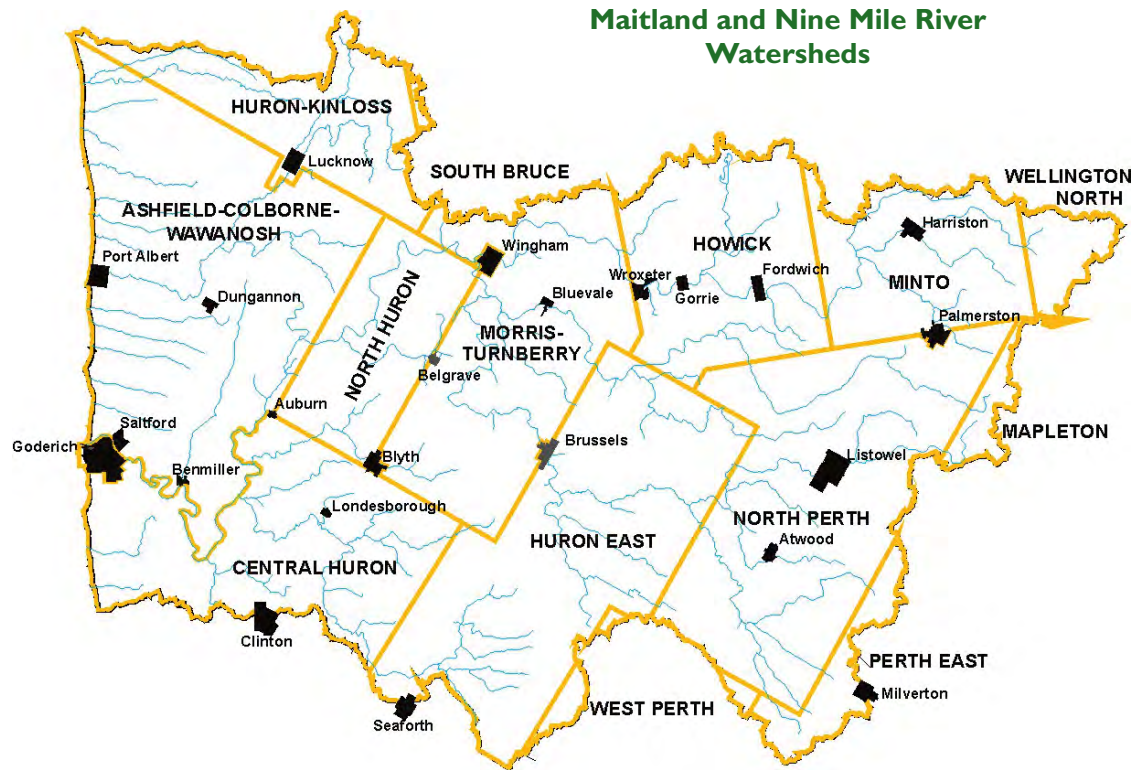 Maitland and Nine Mile River
Watersheds
HURON-KINLOSS
Lucknow
SOUTH BRUCE
WELLINGTON
NORTH
ASHFIELD-COLBORNE-
WAWANOSH
Harriston
Wingham
HOWICK
Port Albert
Wroxeter
Fordwich
MINTO
Dungannon
Bluevale
Gorrie
NORTH HURON
Palmerston
MORRIS-
TURNBERRY
Belgrave
Auburn
Saltford
Goderich
Brussels
MAPLETON
Blyth
Listowel
Benmiller
Londesborough
NORTH PERTH
HURON EAST
Atwood
CENTRAL HURON
Clinton
PERTH EAST
Milverton
WEST PERTH
Seaforth